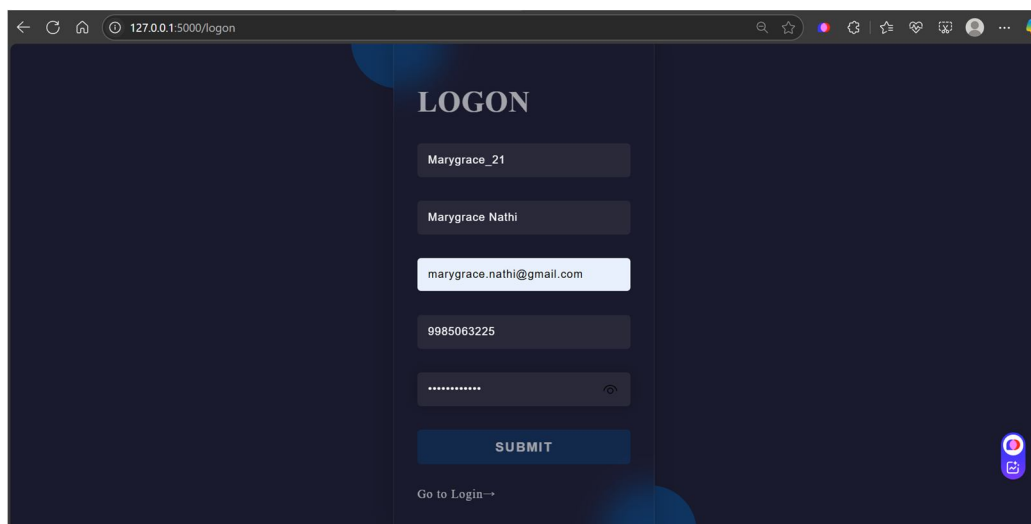 127.0.0.1:5000/logon
LOGON
Marygrace_21
Marygrace Nathi
marygrace.nathi@gmail.com
9985063225
••••••••••••
SUBMIT
Go to Login→